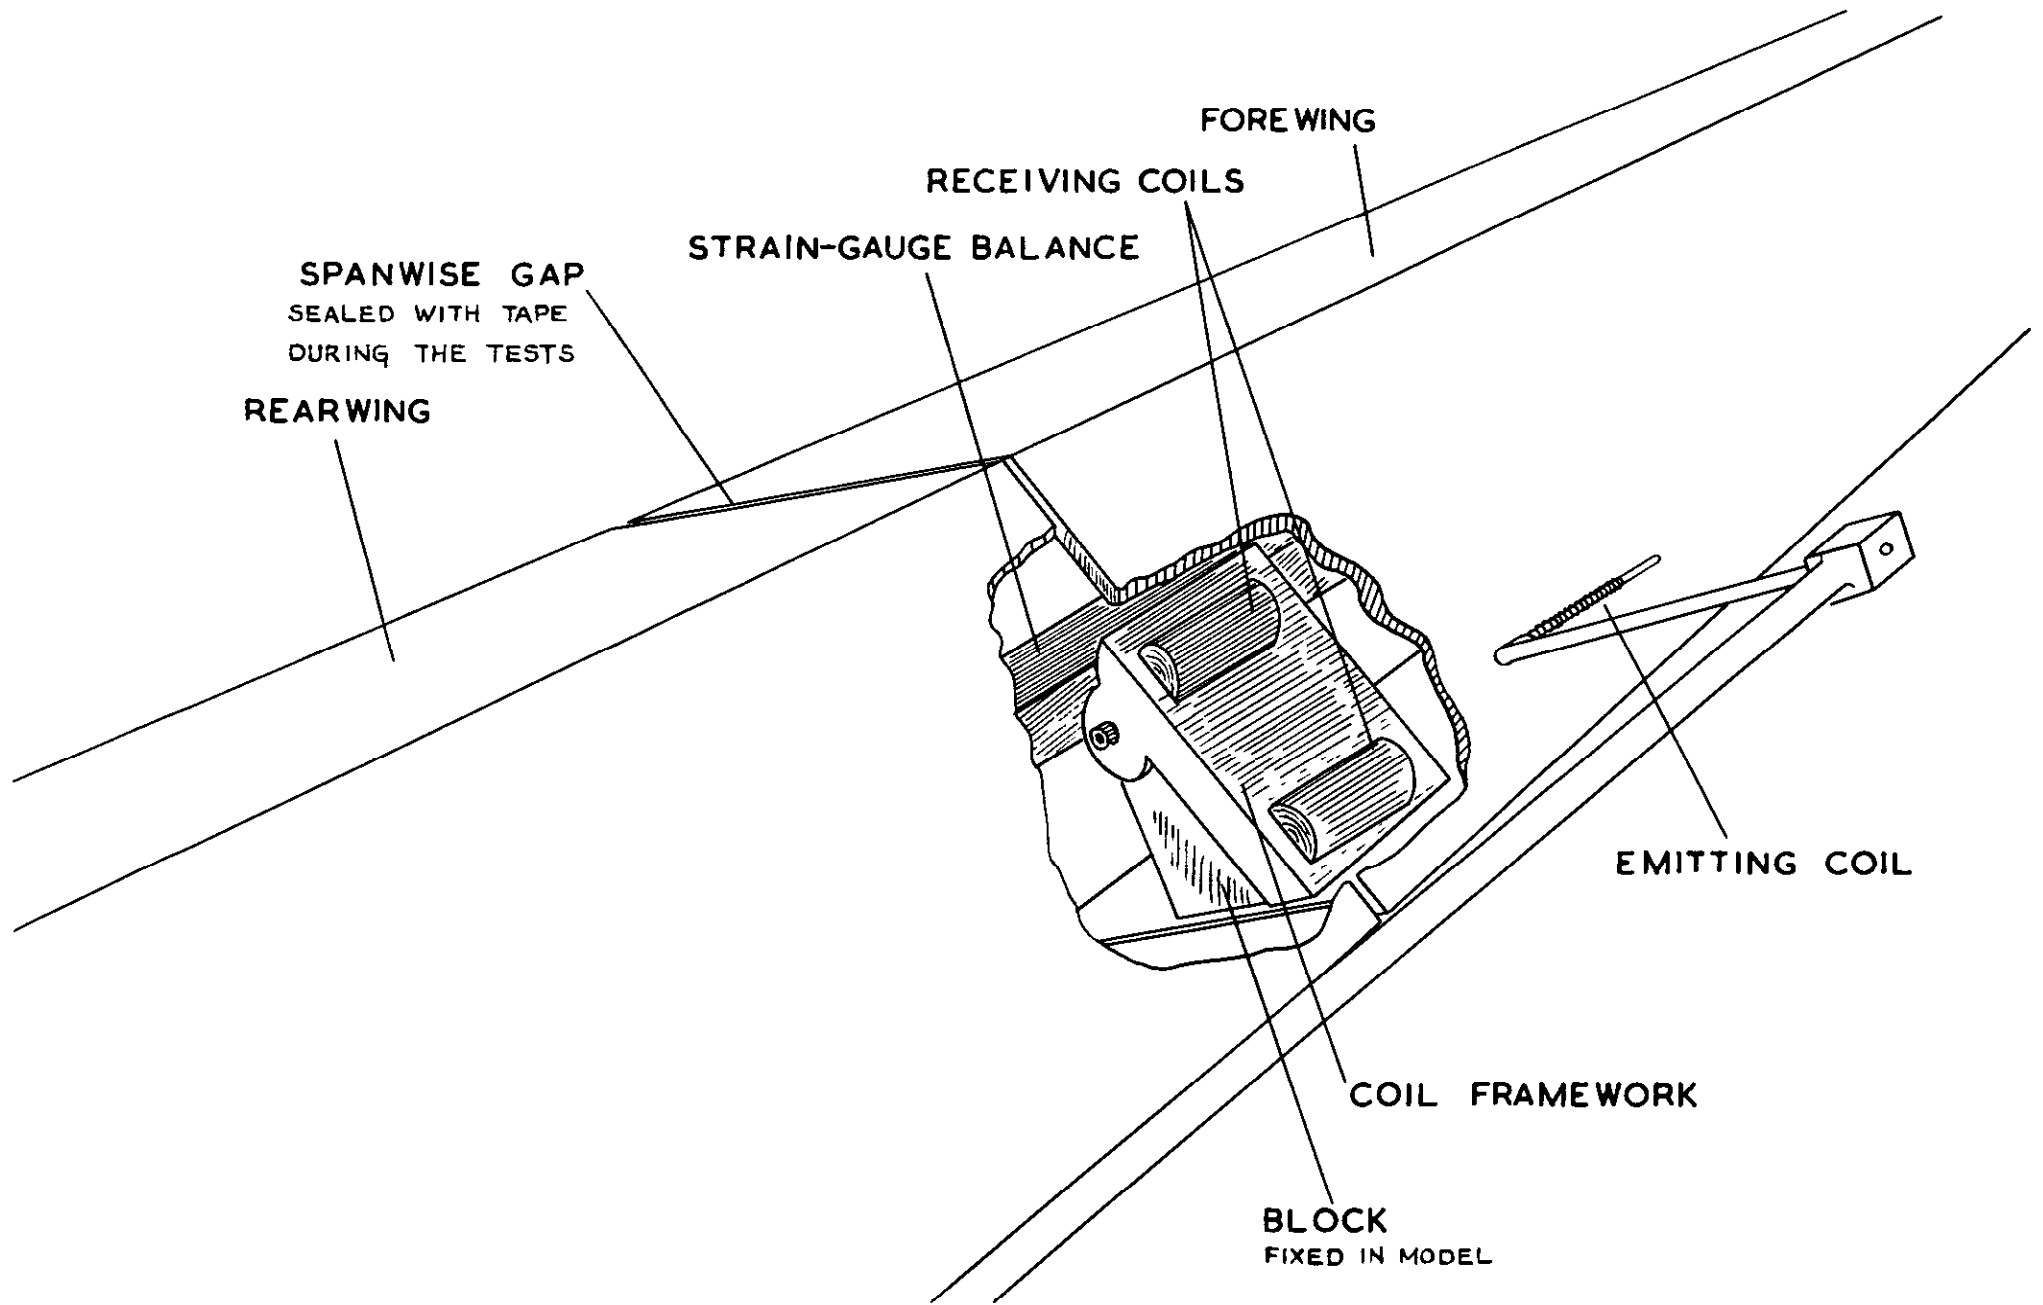 FOREWING
RECEIVING COILS
STRAIN-GAUGE BALANCE
SPANWISE GAP
SEALED WITH TAPE
DURING THE TESTS
REARWING
EMITTING COIL
COIL FRAMEWORK
BLOCK
FIXED IN MODEL